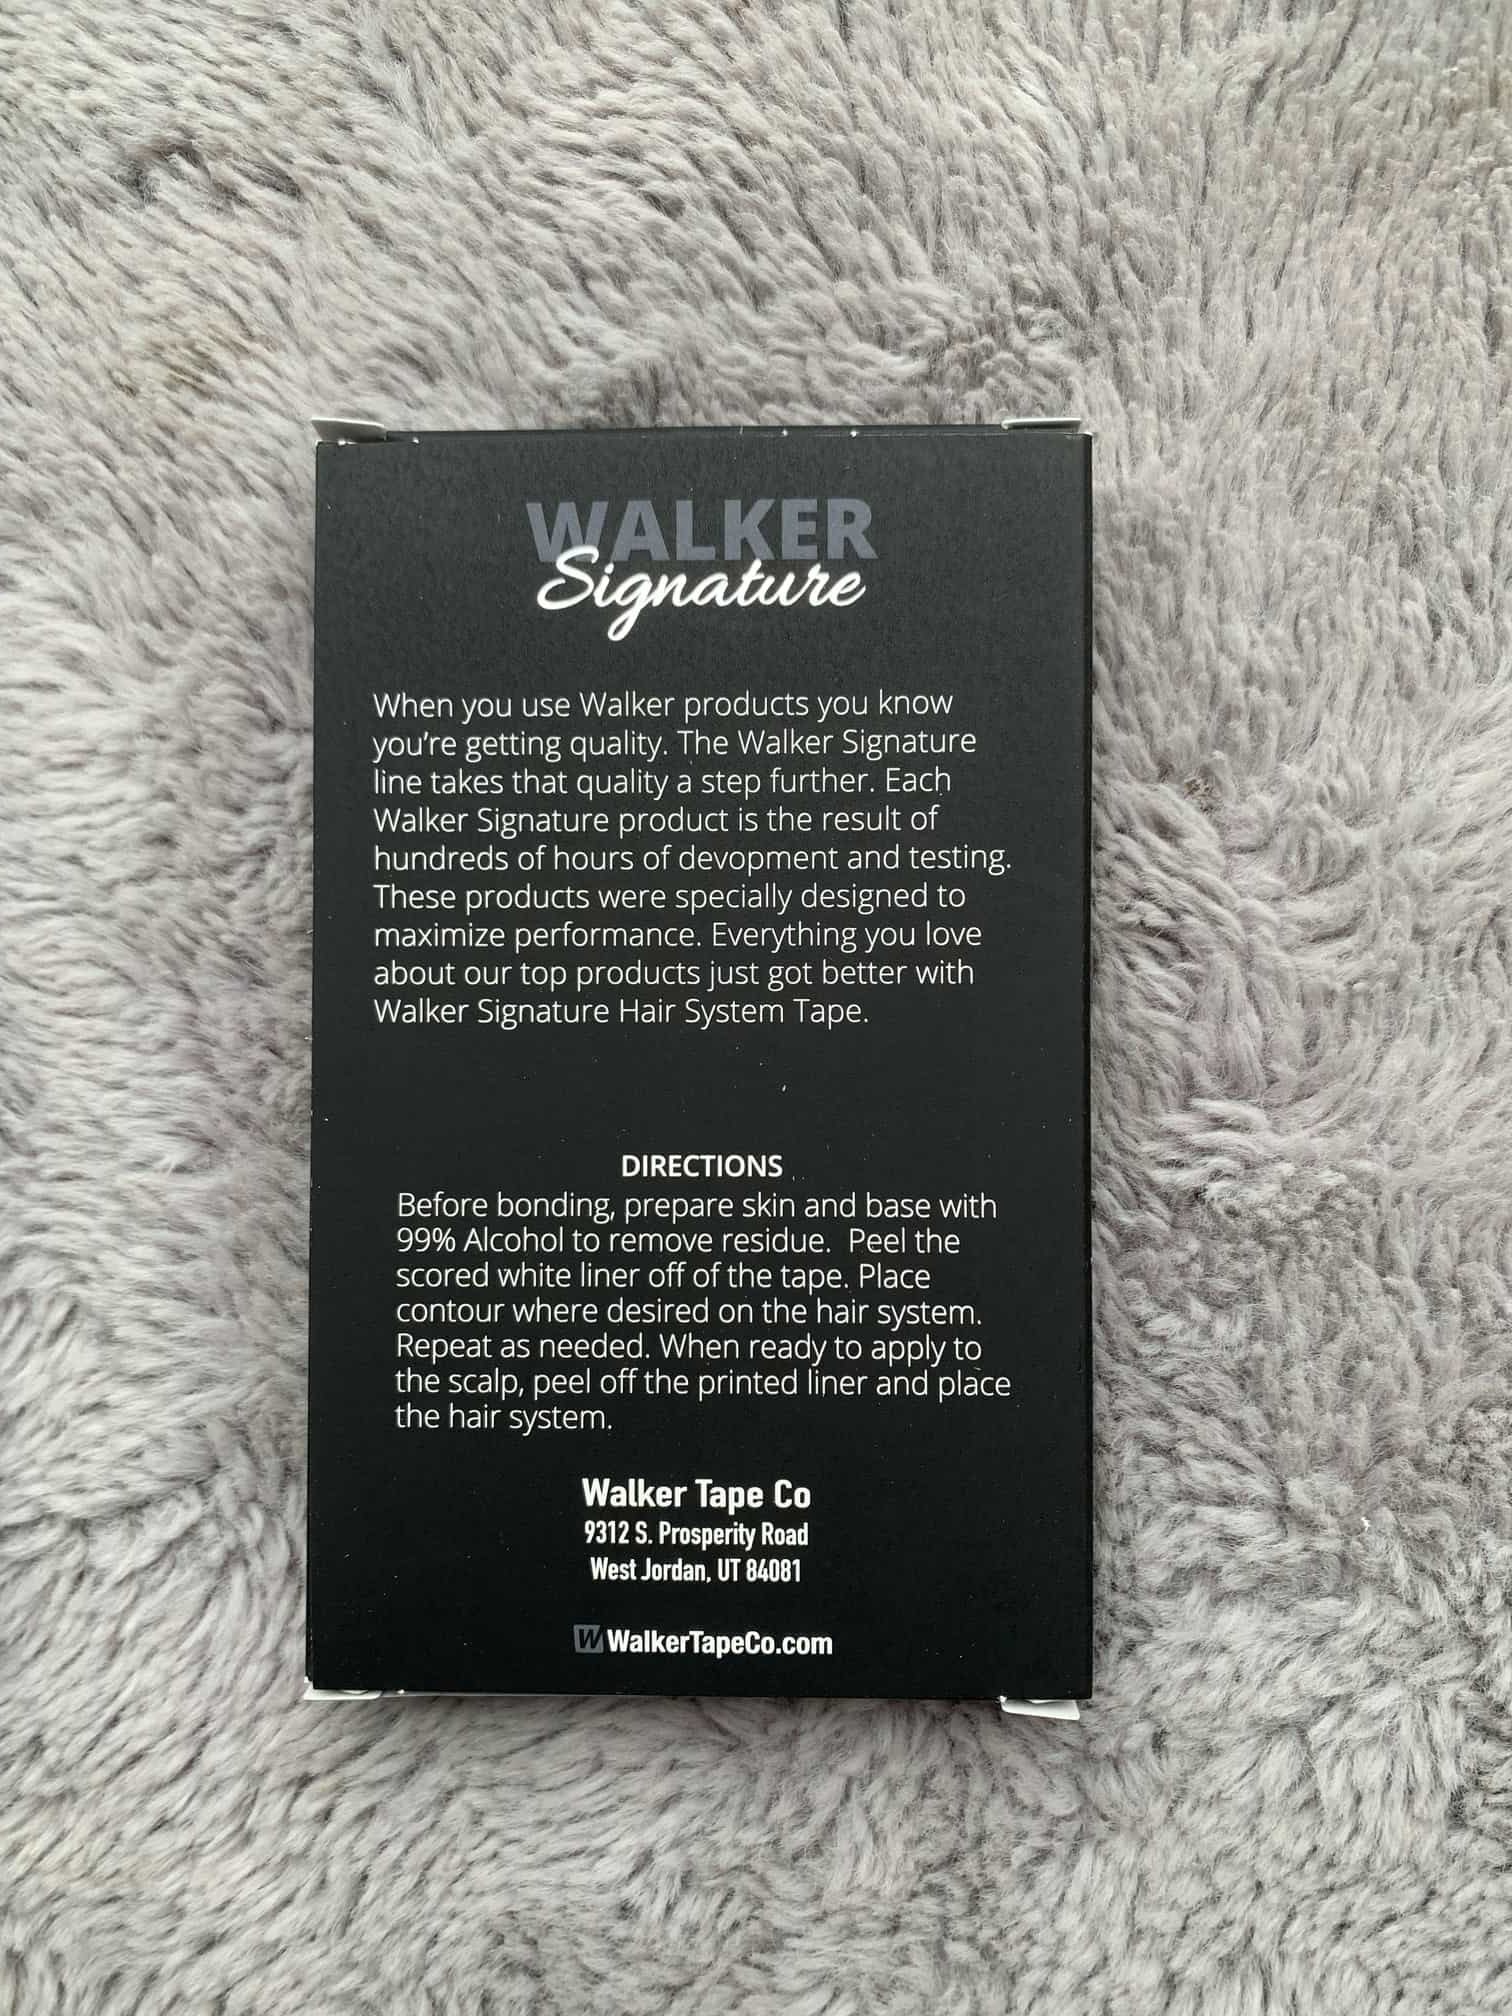 WALKER
Signature
When you use Walker products you know
you're getting quality. The Walker Signature
line takes that quality a step further. Each
Walker Signature product is the result of
hundreds of hours of devopment and testing.
These products were specially designed to
maximize performance. Everything you love
about our top products just got better with
Walker Signature Hair System Tape.
DIRECTIONS
Before bonding, prepare skin and base with
99% Alcohol to remove residue.  Peel the
scored white liner off of the tape. Place
contour where desired on the hair system.
Repeat as needed. When ready to apply to
the scalp, peel off the printed liner and place
the hair system.
Walker Tape Co
9312 S. Prosperity Road
West Jordan, UT 84081
W WalkerTapeCo.com